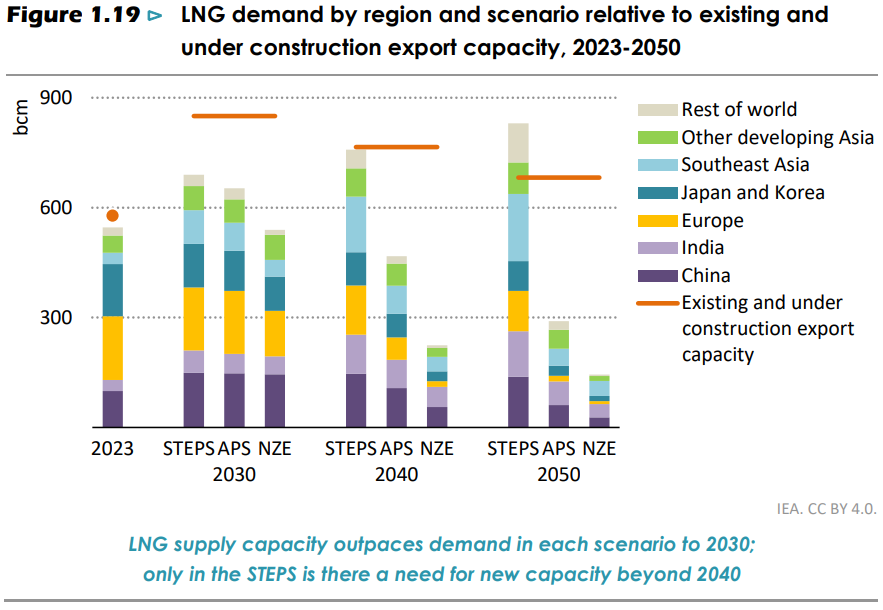 Figure 1.19 ▻ LNG demand by region and scenario relative to existing and
under construction export capacity, 2023-2050
bcm
900
600
300
2023
STEPS APS NZE
2030
STEPS APS NZE
2040
STEPS APS NZE
2050
Rest of world
Other developing Asia
Southeast Asia
Japan and Korea
Europe
India
China
Existing and under
construction export
capacity
IEA. CC BY 4.0.
LNG supply capacity outpaces demand in each scenario to 2030;
only in the STEPS is there a need for new capacity beyond 2040